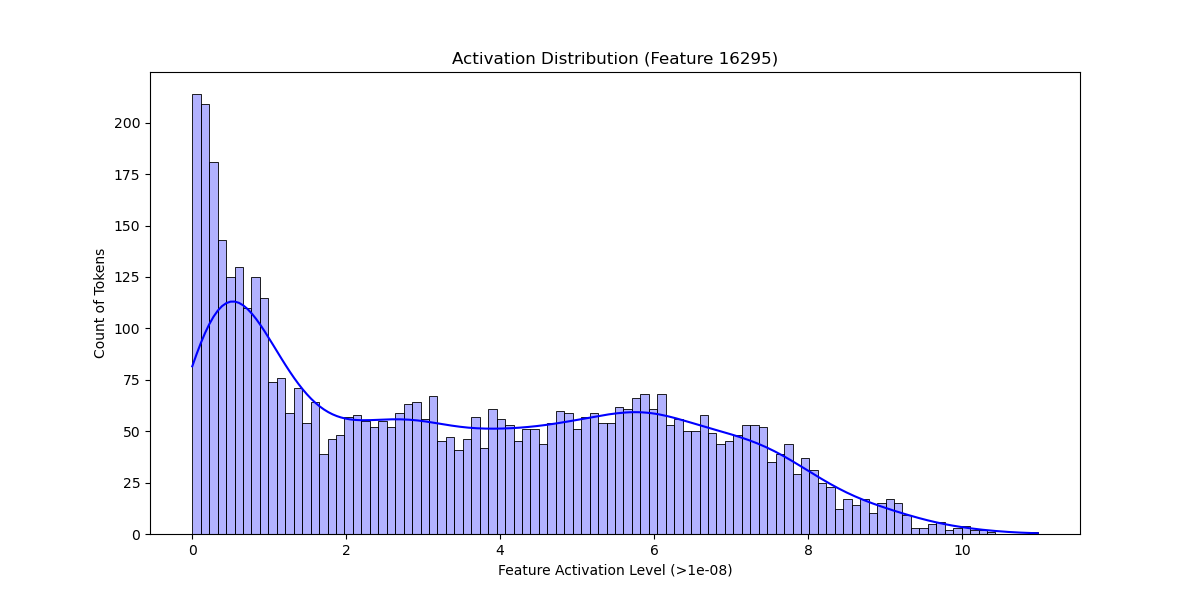 Activation Distribution (Feature 16295)
Count of Tokens
200
175
150
125
100
75
50
25
0
0 2 4 6 8 10
Feature Activation Level (>1e-08)